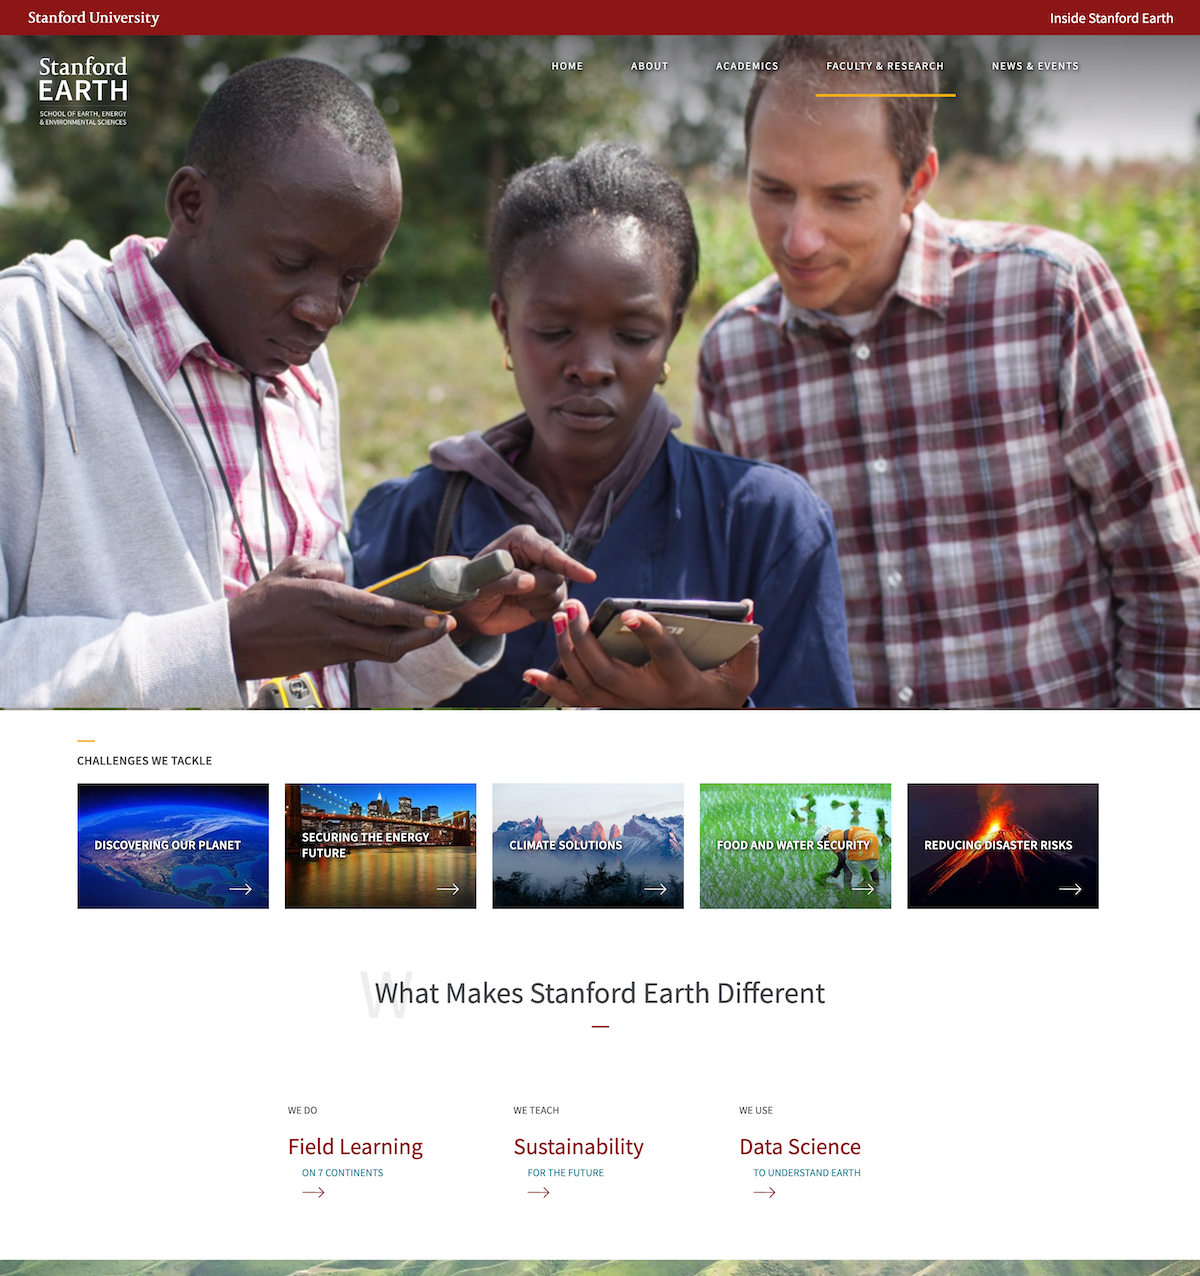 Stanford University
Inside Stanford Earth
Stanford
EARTH
SCHOOL OF EARTH, ENERGY
& ENVIRONMENTAL SCIENCES
HOME
ABOUT
ACADEMICS
FACULTY & RESEARCH
NEWS & EVENTS
CHALLENGES WE TACKLE
DISCOVERING OUR PLANET
SECURING THE ENERGY
FUTURE
CLIMATE SOLUTIONS
FOOD AND WATER SECURITY
REDUCING DISASTER RISKS
W
What Makes Stanford Earth Different
WE DO
Field Learning
ON 7 CONTINENTS
WE TEACH
Sustainability
FOR THE FUTURE
WE USE
Data Science
TO UNDERSTAND EARTH